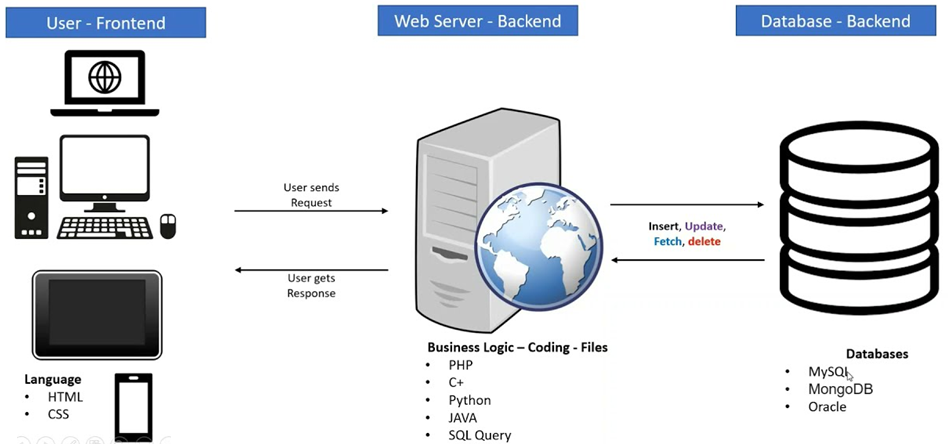 User - Frontend
Web Server - Backend
Database - Backend
User sends
Request
User gets
Response
Insert, Update,
Fetch, delete
Language
• HTML
• CSS
Business Logic – Coding - Files
• PHP
• C+
• Python
• JAVA
• SQL Query
Databases
• MySQL
• MongoDB
• Oracle